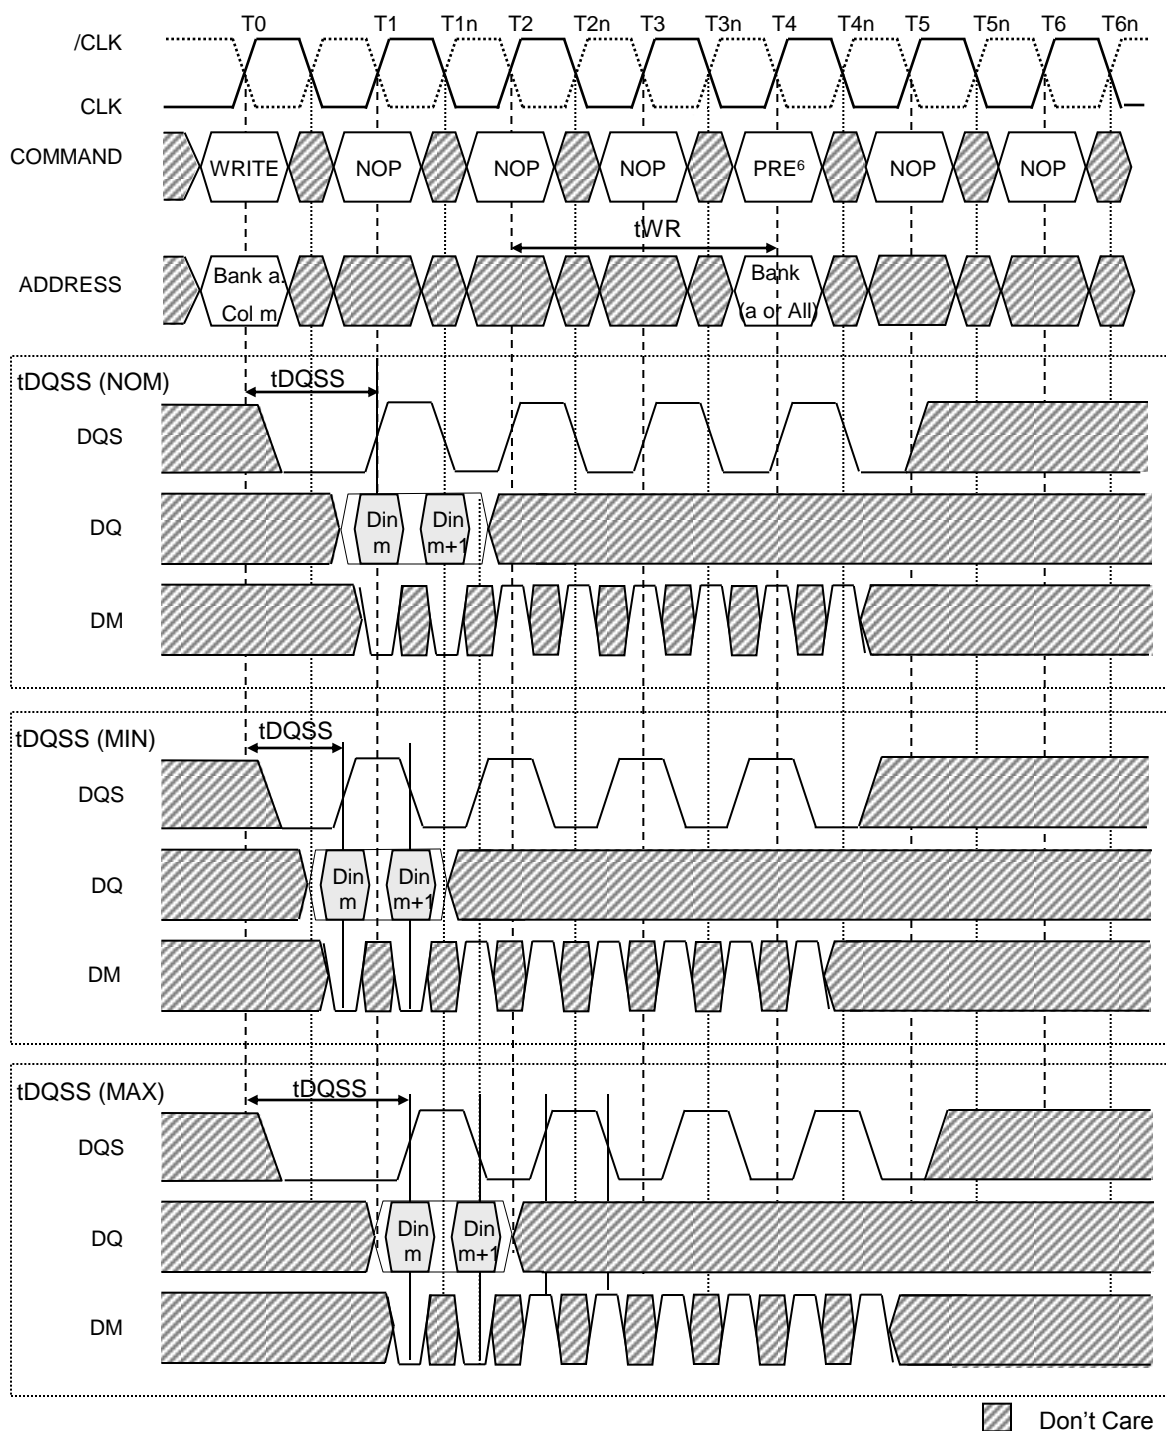 T0 T1 T1n T2 T2n T3 T3n T4 T4n T5 T5n T6 T6n
/CLK
CLK
COMMAND WRITE NOP NOP NOP PRE⁶ NOP NOP
tWR
ADDRESS Bank a. Bank
Col m (a or All)
tDQSS (NOM) tDQSS
DQS
DQ Din Din
m m+1
DM
tDQSS (MIN) tDQSS
DQS
DQ Din Din
m m+1
DM
tDQSS (MAX) tDQSS
DQS
DQ Din Din
m m+1
DM
Don't Care